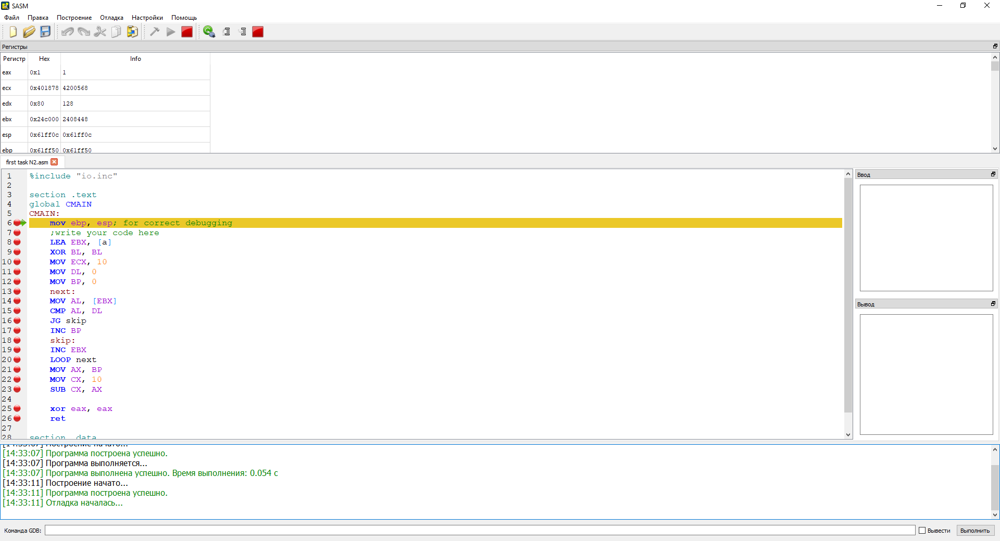 SASM
Файл Правка Построение Отладка Настройки Помощь
Регистры
Регистр Hex Info
eax 0x1 1
ecx 0x401878 4200568
edx 0x80 128
ebx 0x24c000 2408448
esp 0x61ff0c 0x61ff0c
ebp 0x61ff50 0x61ff50
first task N2.asm
1 %include "io.inc"
2
3 section .text
4 global CMAIN
5 CMAIN:
6 mov ebp, esp; for correct debugging
7 ;write your code here
8 LEA EBX, [a]
9 XOR BL, BL
10 MOV ECX, 10
11 MOV DL, 0
12 MOV BP, 0
13 next:
14 MOV AL, [EBX]
15 CMP AL, DL
16 JG skip
17 INC BP
18 skip:
19 INC EBX
20 LOOP next
21 MOV AX, BP
22 MOV CX, 10
23 SUB CX, AX
24
25 xor eax, eax
26 ret
27
28 section .data
Ввод
Вывод
[14:33:07] Построение начато...
[14:33:07] Программа построена успешно.
[14:33:07] Программа выполняется...
[14:33:07] Программа выполнена успешно. Время выполнения: 0.054 с
[14:33:11] Построение начато...
[14:33:11] Программа построена успешно.
[14:33:11] Отладка началась...
Команда GDB: Вывести Выполнить